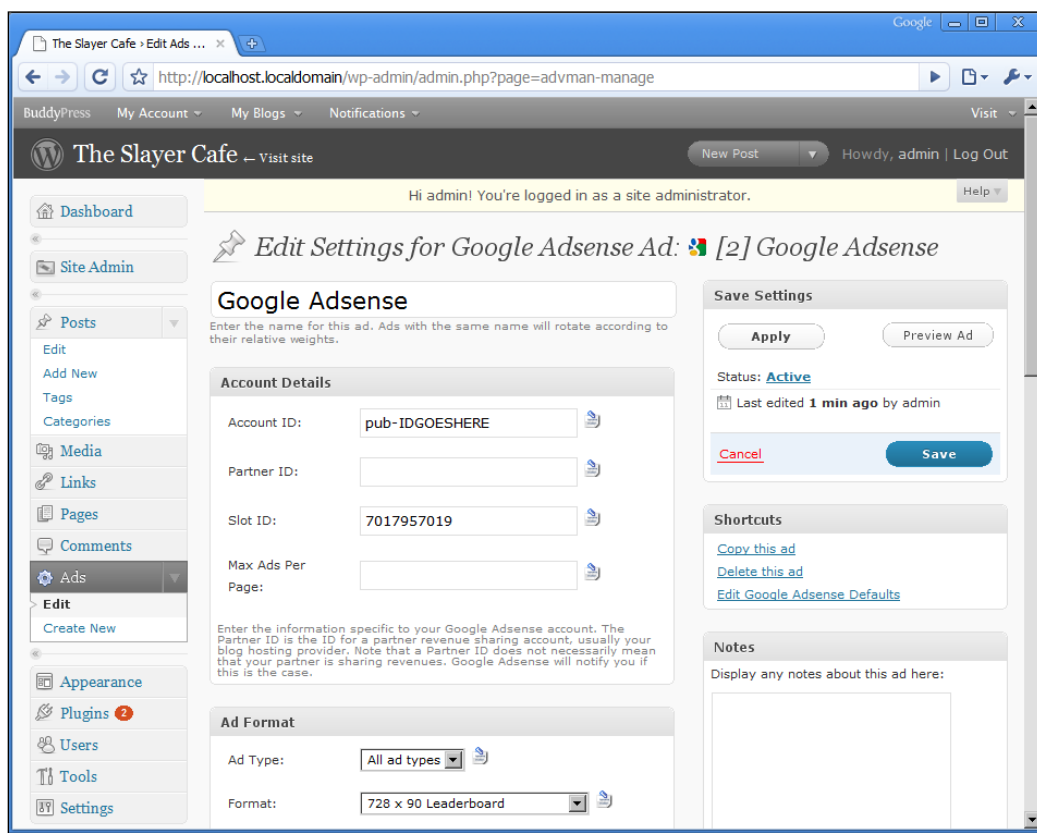 Google
The Slayer Cafe › Edit Ads ...
http://localhost.localdomain/wp-admin/admin.php?page=advman-manage
BuddyPress My Account My Blogs Notifications Visit
The Slayer Cafe ← Visit site New Post Howdy, admin | Log Out
Hi admin! You're logged in as a site administrator. Help
Dashboard
Site Admin
Posts
Edit
Add New
Tags
Categories
Media
Links
Pages
Comments
Ads
Edit
Create New
Appearance
Plugins 2
Users
Tools
Settings
Edit Settings for Google Adsense Ad: [2] Google Adsense
Google Adsense
Enter the name for this ad. Ads with the same name will rotate according to
their relative weights.
Account Details
Account ID: pub-IDGOESHERE
Partner ID:
Slot ID: 7017957019
Max Ads Per
Page:
Enter the information specific to your Google Adsense account. The
Partner ID is the ID for a partner revenue sharing account, usually your
blog hosting provider. Note that a Partner ID does not necessarily mean
that your partner is sharing revenues. Google Adsense will notify you if
this is the case.
Ad Format
Ad Type: All ad types
Format: 728 x 90 Leaderboard
Save Settings
Apply Preview Ad
Status: Active
Last edited 1 min ago by admin
Cancel Save
Shortcuts
Copy this ad
Delete this ad
Edit Google Adsense Defaults
Notes
Display any notes about this ad here: